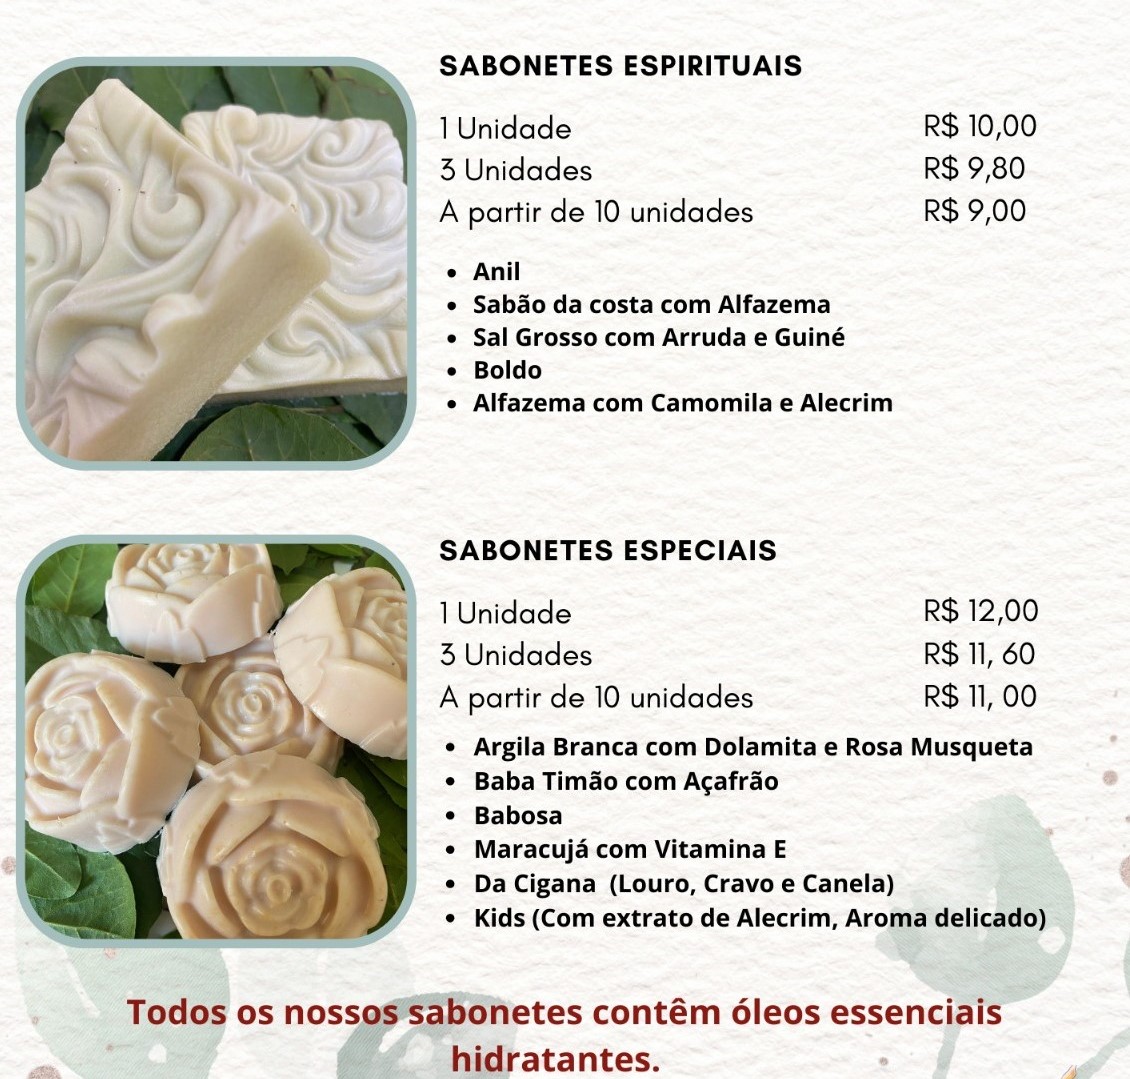 SABONETES ESPIRITUAIS
1 Unidade R$ 10,00
3 Unidades R$ 9,80
A partir de 10 unidades R$ 9,00
• Anil
• Sabão da costa com Alfazema
• Sal Grosso com Arruda e Guiné
• Boldo
• Alfazema com Camomila e Alecrim
SABONETES ESPECIAIS
1 Unidade R$ 12,00
3 Unidades R$ 11, 60
A partir de 10 unidades R$ 11, 00
• Argila Branca com Dolamita e Rosa Musqueta
• Baba Timão com Açafrão
• Babosa
• Maracujá com Vitamina E
• Da Cigana (Louro, Cravo e Canela)
• Kids (Com extrato de Alecrim, Aroma delicado)
Todos os nossos sabonetes contêm óleos essenciais
hidratantes.